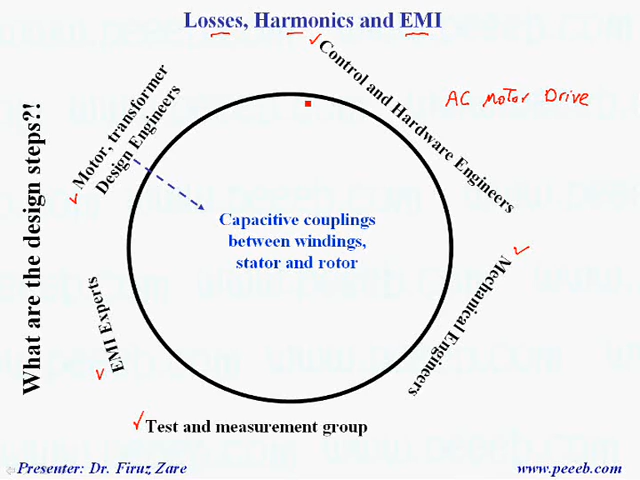 Losses, Harmonics and EMI
What are the design steps?!
Motor, transformer
Design Engineers
Control and Hardware Engineers
AC Motor Drive
Capacitive couplings
between windings,
stator and rotor
Mechanical Engineers
EMI Experts
Test and measurement group
Presenter: Dr. Firuz Zare
www.peeeb.com